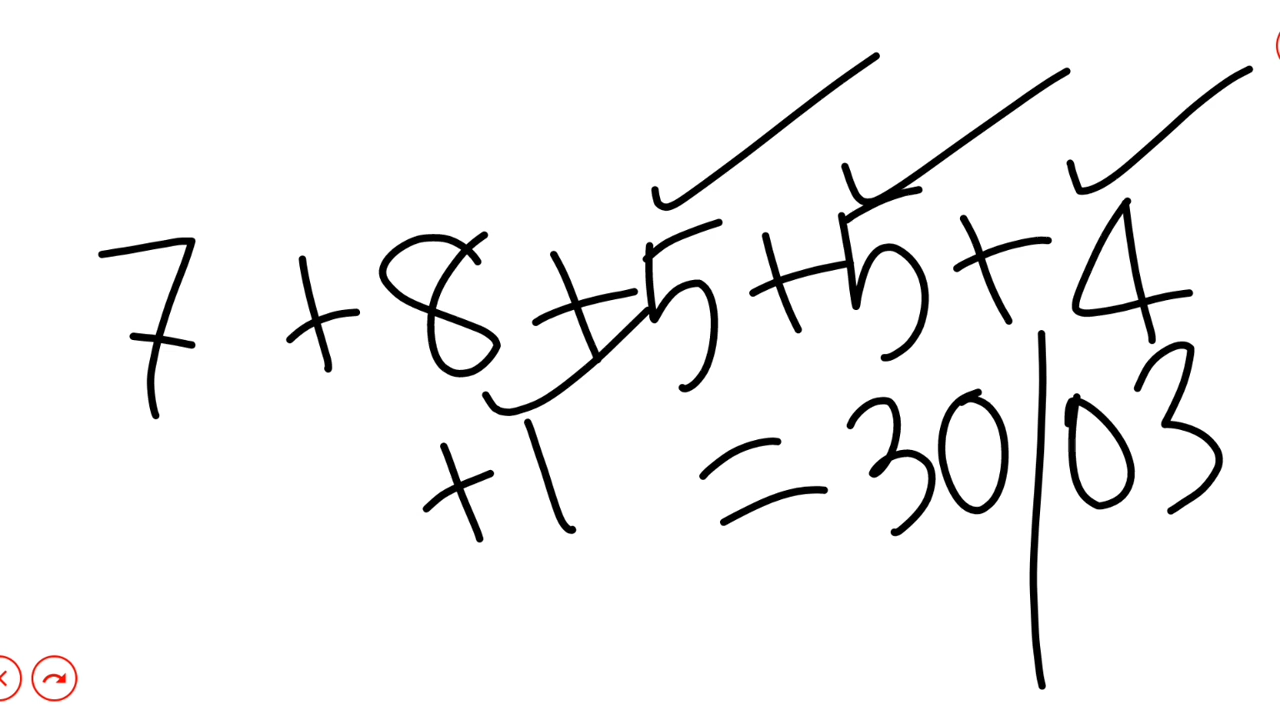 7 + 8 + 5 + 5 + 4
+ 1 = 30 | 03